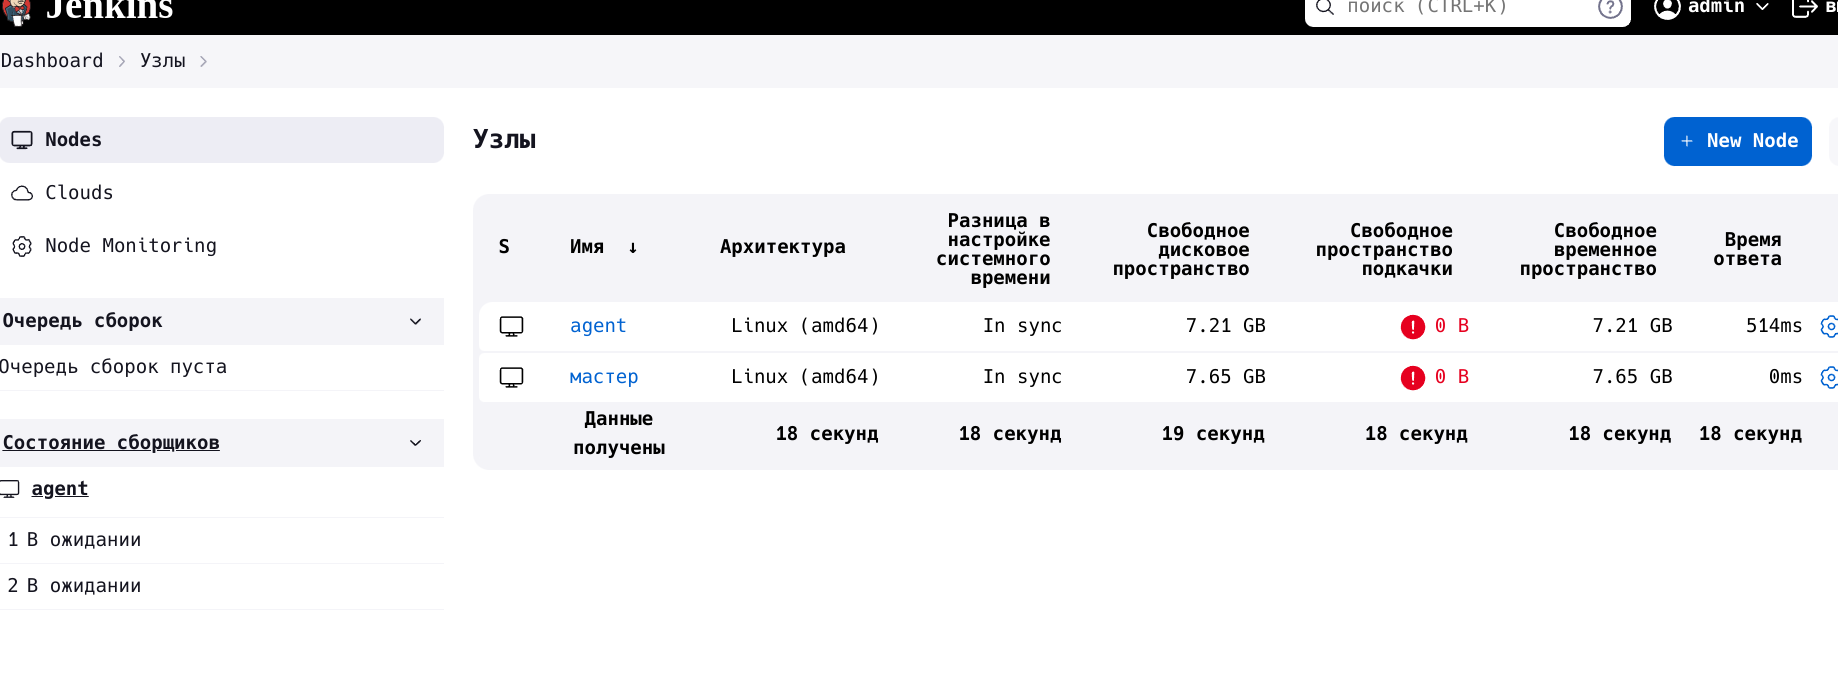 Jenkins
поиск (CTRL+K)
?
admin
Dashboard > Узлы >
Nodes
Clouds
Node Monitoring
Очередь сборок
Очередь сборок пуста
Состояние сборщиков
agent
1 В ожидании
2 В ожидании
Узлы
+ New Node
S
Имя ↓
Архитектура
Разница в
настройке
системного
времени
Свободное
дисковое
пространство
Свободное
пространство
подкачки
Свободное
временное
пространство
Время
ответа
agent Linux (amd64) In sync 7.21 GB ! 0 B 7.21 GB 514ms
мастер Linux (amd64) In sync 7.65 GB ! 0 B 7.65 GB 0ms
Данные
получены
18 секунд 18 секунд 19 секунд 18 секунд 18 секунд 18 секунд